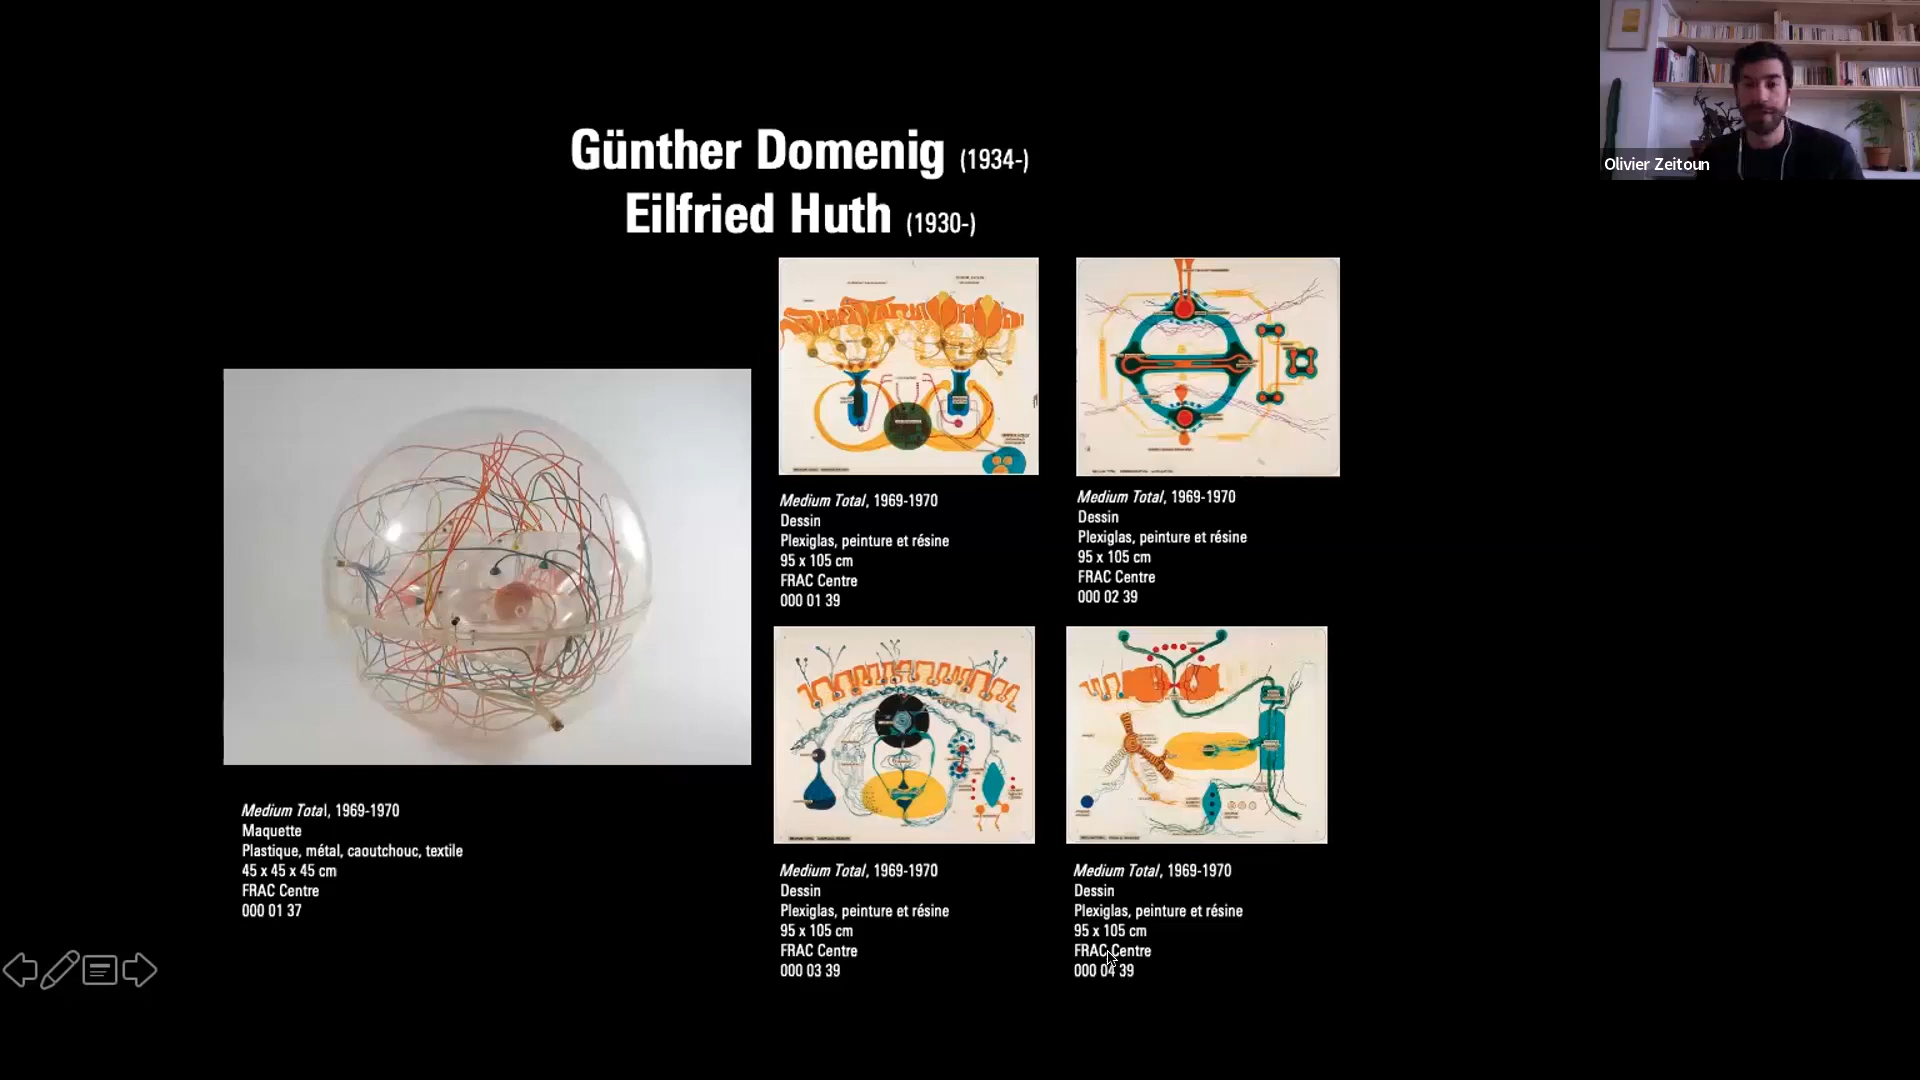 Günther Domenig (1934-)
Eilfried Huth (1930-)
Olivier Zeitoun
Medium Total, 1969-1970
Maquette
Plastique, métal, caoutchouc, textile
45 x 45 x 45 cm
FRAC Centre
000 01 37
Medium Total, 1969-1970
Dessin
Plexiglas, peinture et résine
95 x 105 cm
FRAC Centre
000 01 39
Medium Total, 1969-1970
Dessin
Plexiglas, peinture et résine
95 x 105 cm
FRAC Centre
000 02 39
Medium Total, 1969-1970
Dessin
Plexiglas, peinture et résine
95 x 105 cm
FRAC Centre
000 03 39
Medium Total, 1969-1970
Dessin
Plexiglas, peinture et résine
95 x 105 cm
FRAC Centre
000 04 39